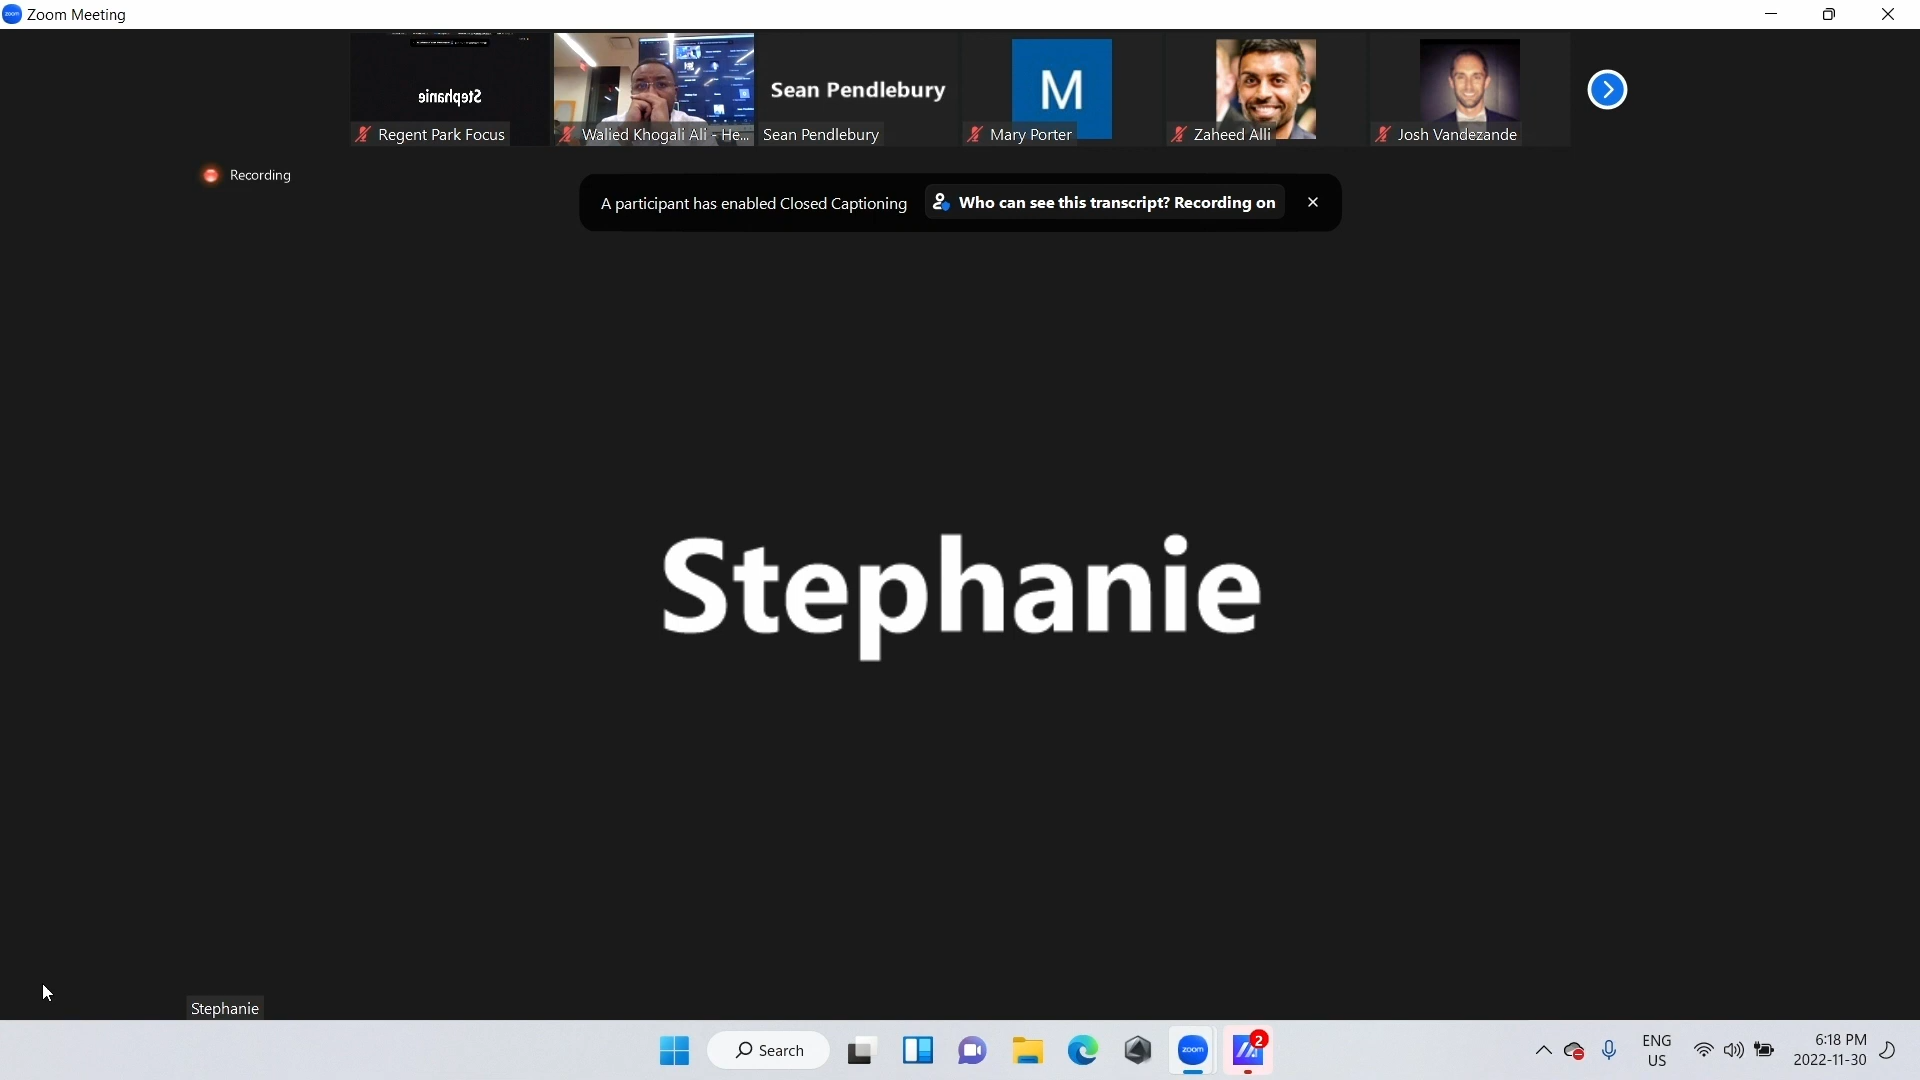 Zoom Meeting
Stephanie
Sean Pendlebury
M
Regent Park Focus
Walied Khogali Ali - He...
Sean Pendlebury
Mary Porter
Zaheed Alli
Josh Vandezande
Recording
A participant has enabled Closed Captioning
Who can see this transcript? Recording on
Stephanie
Stephanie
Search
zoom
2
ENG
US
6:18 PM
2022-11-30